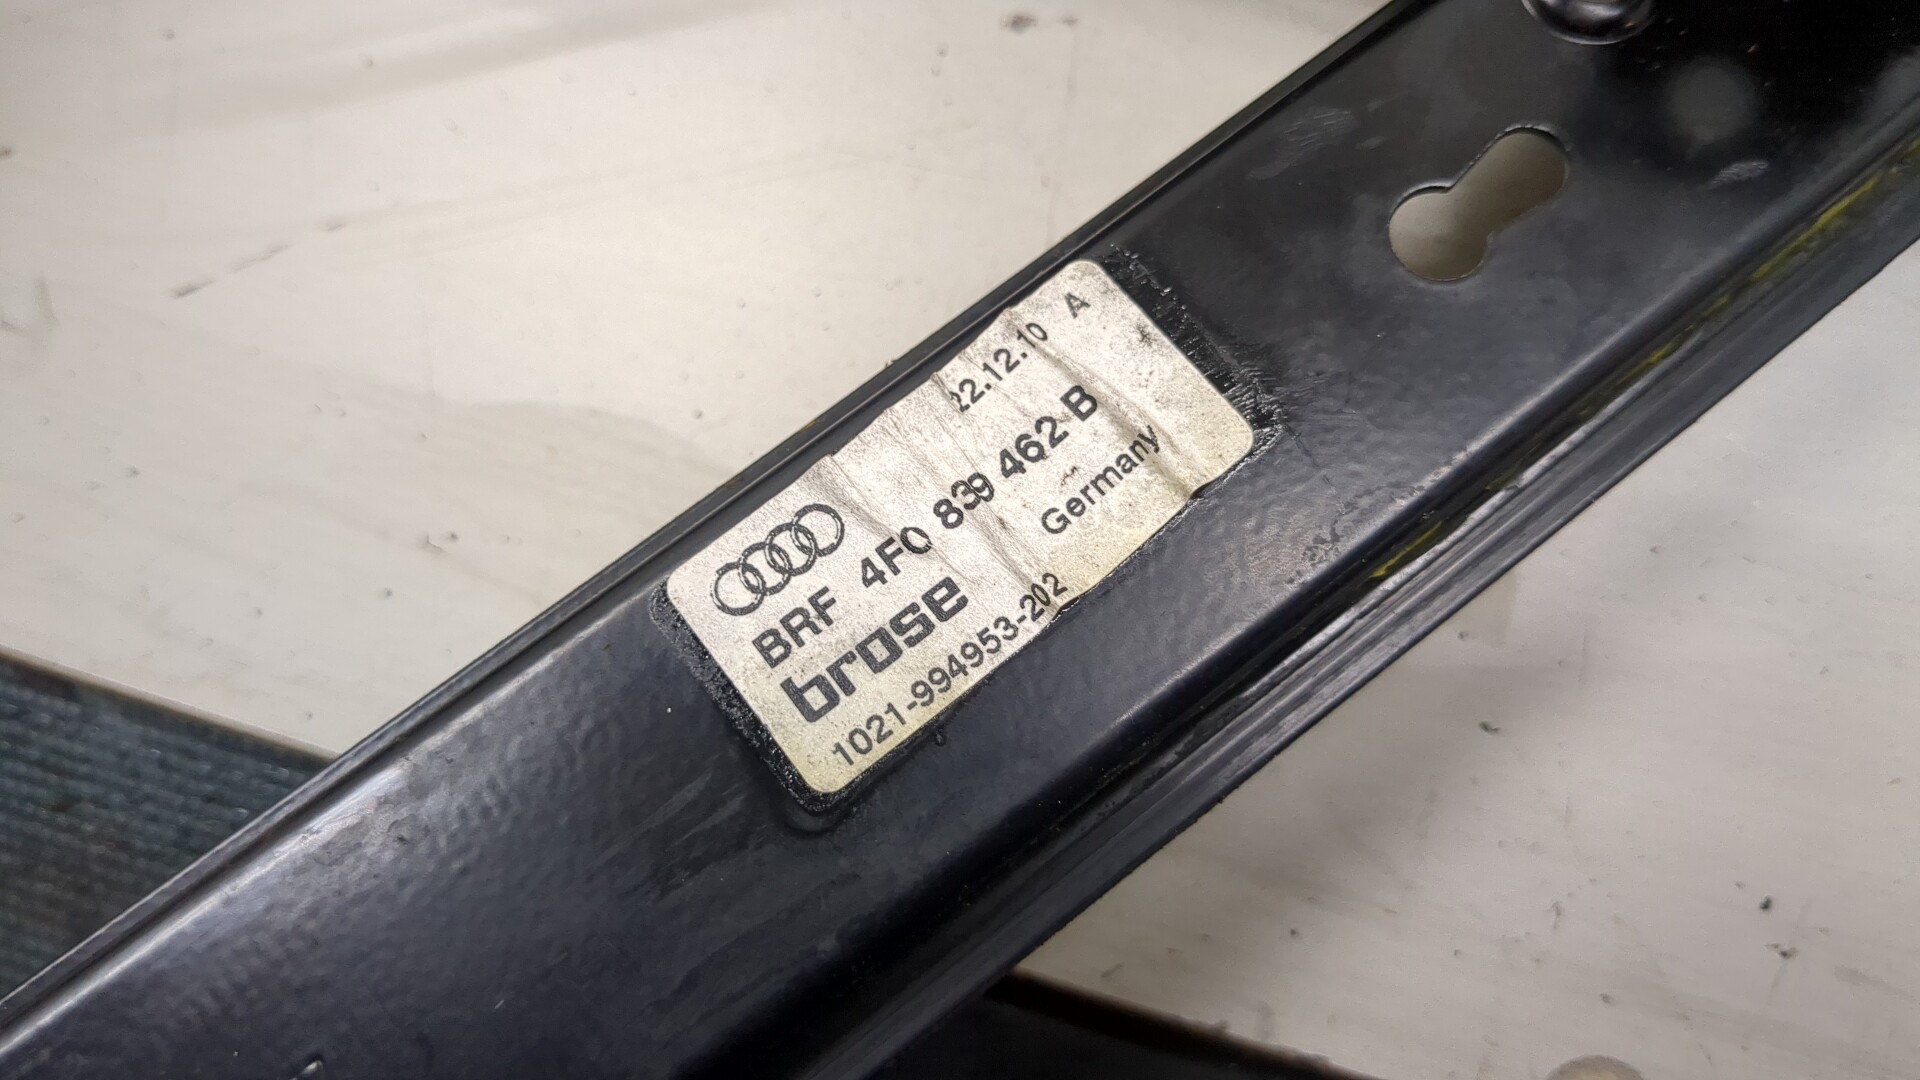 22.12.10 A
BRF 4F0 839 462 B
brose Germany
1021-994953-202